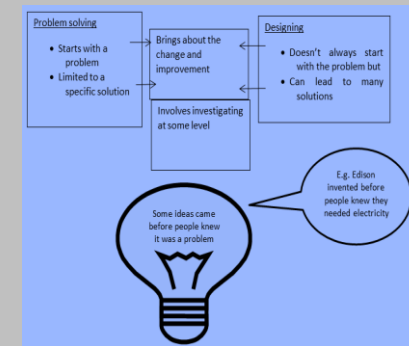 Problem solving
• Starts with a
problem
• Limited to a
specific solution
Brings about the
change and
improvement
Involves investigating
at some level
Designing
• Doesn't always start
with the problem but
• Can lead to many
solutions
Some ideas came
before people knew
it was a problem
E.g. Edison
invented before
people knew they
needed electricity